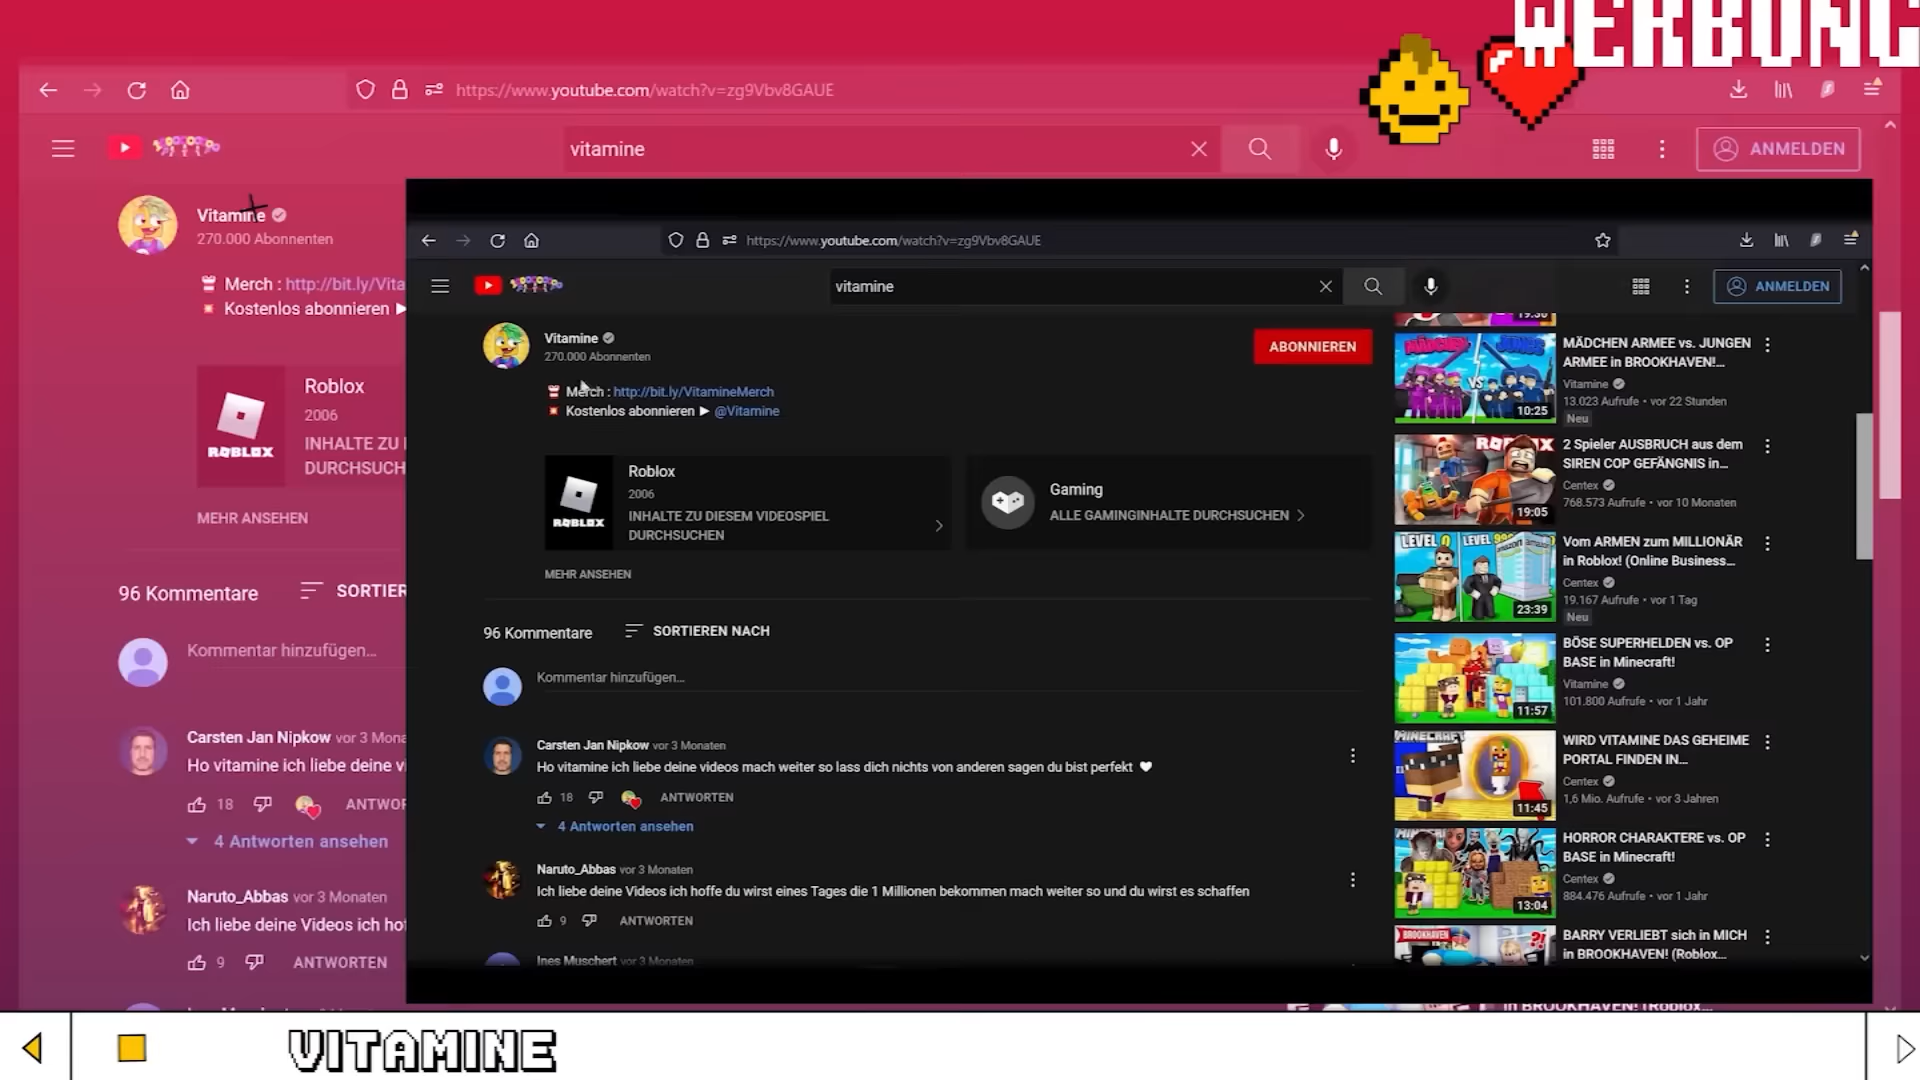 WERBUNG
https://www.youtube.com/watch?v=zg9Vbv8GAUE
vitamine
ANMELDEN
Vitamine
270.000 Abonnenten
Merch : http://bit.ly/Vita
Kostenlos abonnieren
Roblox
2006
INHALTE ZU
DURCHSUCH
ROBLOX
MEHR ANSEHEN
96 Kommentare
SORTIER
Kommentar hinzufügen...
Carsten Jan Nipkow vor 3 Mona
Ho vitamine ich liebe deine v
18
ANTWOR
4 Antworten ansehen
Naruto_Abbas vor 3 Monaten
Ich liebe deine Videos ich hof
9
ANTWORTEN
https://www.youtube.com/watch?v=zg9Vbv8GAUE
vitamine
ANMELDEN
Vitamine
270.000 Abonnenten
ABONNIEREN
Merch : http://bit.ly/VitamineMerch
Kostenlos abonnieren ▶ @Vitamine
ROBLOX
Roblox
2006
INHALTE ZU DIESEM VIDEOSPIEL
DURCHSUCHEN
Gaming
ALLE GAMINGINHALTE DURCHSUCHEN
MEHR ANSEHEN
96 Kommentare
SORTIEREN NACH
Kommentar hinzufügen...
Carsten Jan Nipkow vor 3 Monaten
Ho vitamine ich liebe deine videos mach weiter so lass dich nichts von anderen sagen du bist perfekt
18
ANTWORTEN
4 Antworten ansehen
Naruto_Abbas vor 3 Monaten
Ich liebe deine Videos ich hoffe du wirst eines Tages die 1 Millionen bekommen mach weiter so und du wirst es schaffen
9
ANTWORTEN
Ines Muschert vor 3 Monaten
19:30
MÄDCHEN
VS
10:25
MÄDCHEN ARMEE vs. JUNGEN
ARMEE in BROOKHAVEN!...
Vitamine
13.023 Aufrufe • vor 22 Stunden
Neu
19:05
2 Spieler AUSBRUCH aus dem
SIREN COP GEFÄNGNIS in...
Centex
768.573 Aufrufe • vor 10 Monaten
LEVEL 0
23:39
Vom ARMEN zum MILLIONÄR
in Roblox! (Online Business...
Centex
19.167 Aufrufe • vor 1 Tag
Neu
11:57
BÖSE SUPERHELDEN vs. OP
BASE in Minecraft!
Vitamine
101.800 Aufrufe • vor 1 Jahr
MINECRAFT
11:45
WIRD VITAMINE DAS GEHEIME
PORTAL FINDEN IN...
Centex
1,6 Mio. Aufrufe • vor 3 Jahren
13:04
HORROR CHARAKTERE vs. OP
BASE in Minecraft!
Centex
884.476 Aufrufe • vor 1 Jahr
BROOKHAVEN
BARRY VERLIEBT sich in MICH
in BROOKHAVEN! (Roblox...
in BROOKHAVEN! (Roblox...
VITAMINE